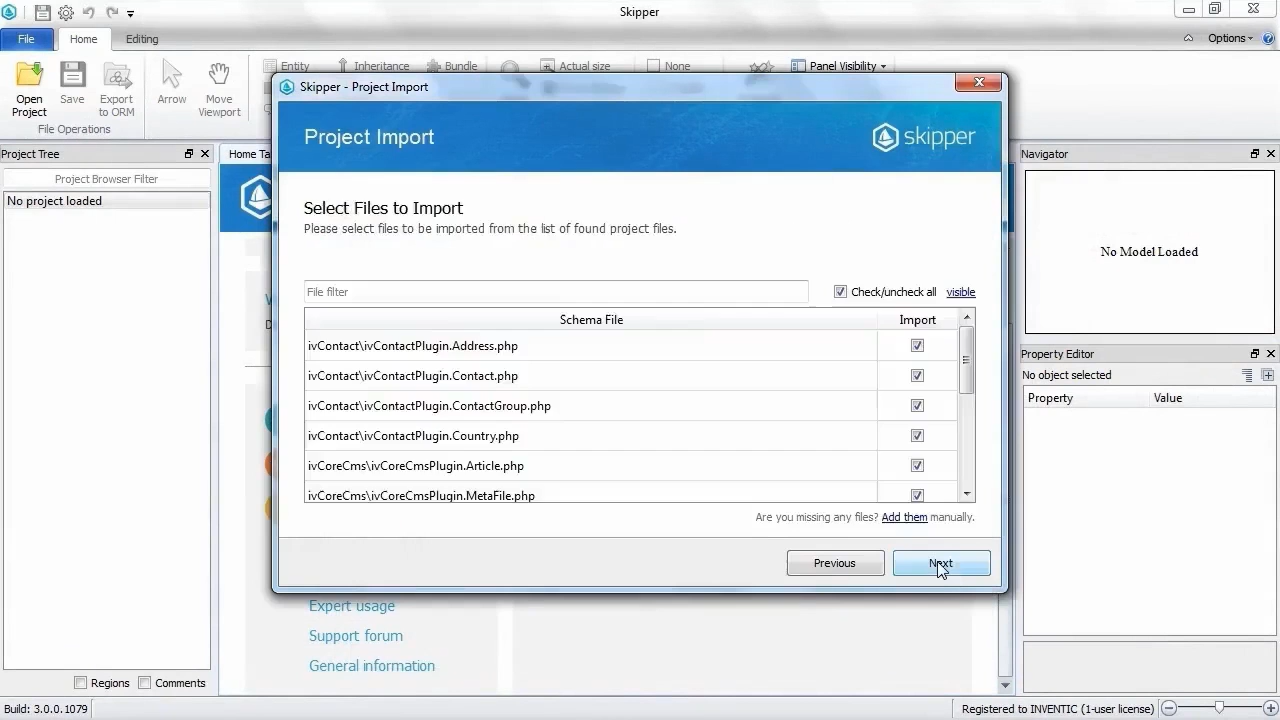 Skipper
File
Home
Editing
Options
Open Project
Save
Export to ORM
Arrow
Move Viewport
File Operations
Entity
Inheritance
Bundle
Actual size
None
Panel Visibility
Skipper - Project Import
Project Import
skipper
Select Files to Import
Please select files to be imported from the list of found project files.
File filter
Check/uncheck all visible
Schema File Import
ivContact\ivContactPlugin.Address.php
ivContact\ivContactPlugin.Contact.php
ivContact\ivContactPlugin.ContactGroup.php
ivContact\ivContactPlugin.Country.php
ivCoreCms\ivCoreCmsPlugin.Article.php
ivCoreCms\ivCoreCmsPlugin.MetaFile.php
Are you missing any files? Add them manually.
Previous
Next
Project Tree
Project Browser Filter
No project loaded
Regions
Comments
Home Ta
Expert usage
Support forum
General information
Navigator
No Model Loaded
Property Editor
No object selected
Property Value
Build: 3.0.0.1079
Registered to INVENTIC (1-user license)